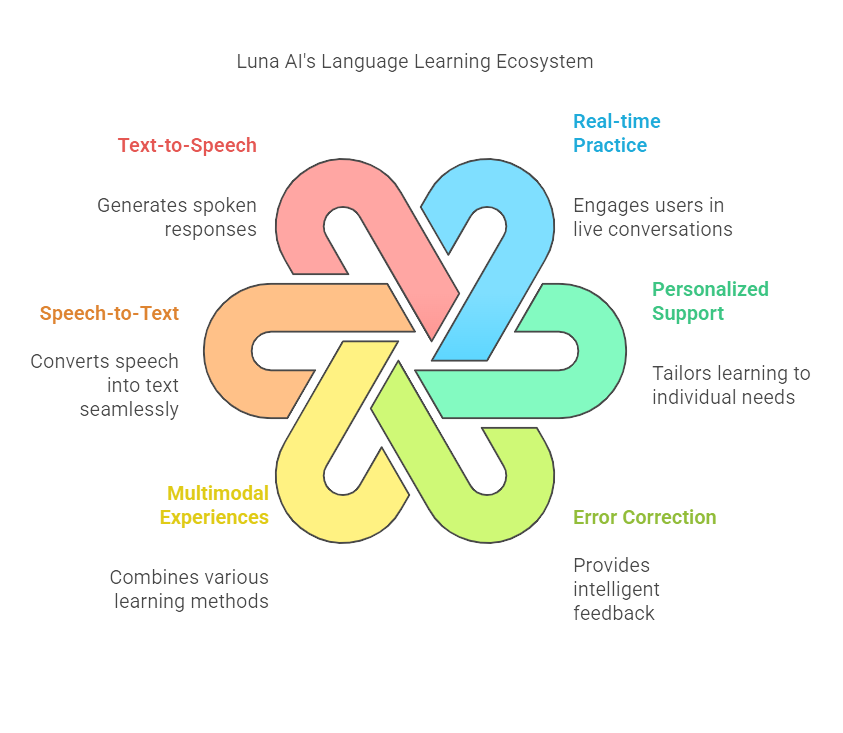 Luna AI's Language Learning Ecosystem
Text-to-Speech
Generates spoken
responses
Real-time
Practice
Engages users in
live conversations
Speech-to-Text
Converts speech
into text
seamlessly
Personalized
Support
Tailors learning to
individual needs
Multimodal
Experiences
Combines various
learning methods
Error Correction
Provides
intelligent
feedback